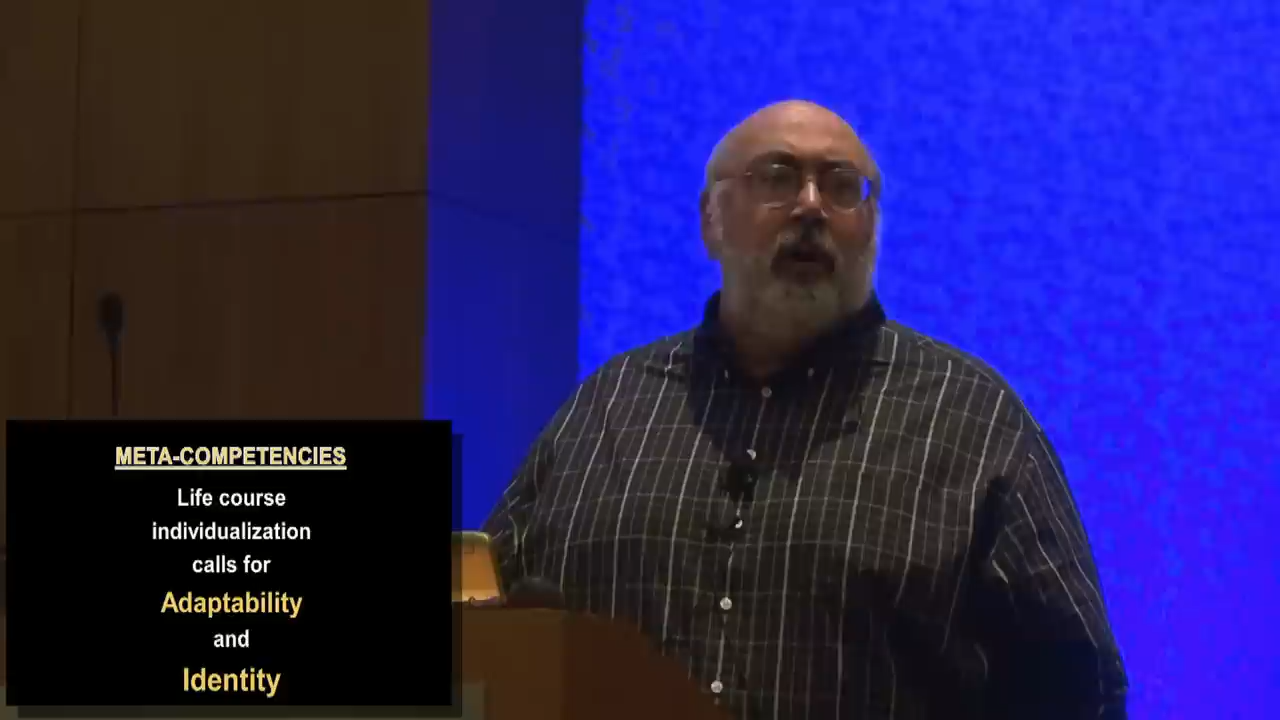 META-COMPETENCIES
Life course
individualization
calls for
Adaptability
and
Identity